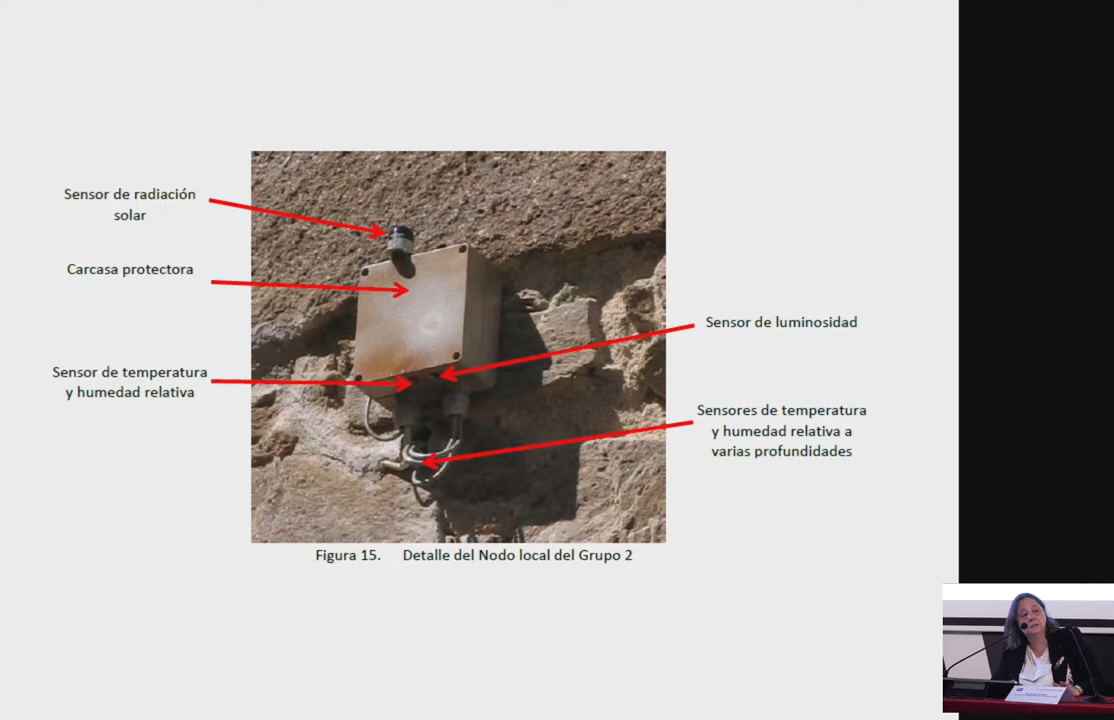 Sensor de radiación
solar
Carcasa protectora
Sensor de luminosidad
Sensor de temperatura
y humedad relativa
Sensores de temperatura
y humedad relativa a
varias profundidades
Figura 15. Detalle del Nodo local del Grupo 2